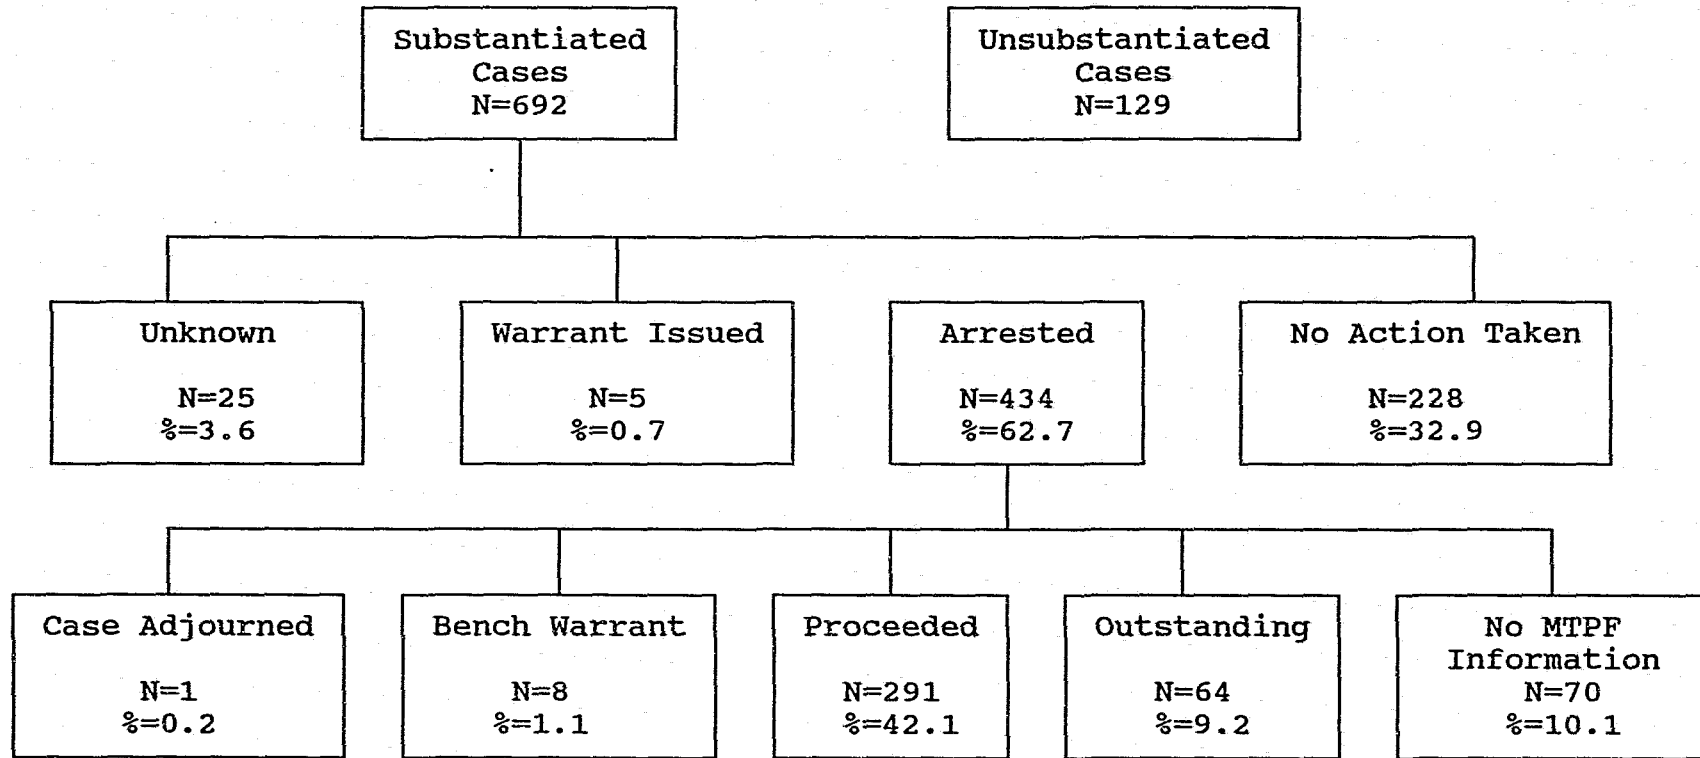 Substantiated
Cases
N=692
Unsubstantiated
Cases
N=129
Unknown
N=25
%=3.6
Warrant Issued
N=5
%=0.7
Arrested
N=434
%=62.7
No Action Taken
N=228
%=32.9
Case Adjourned
N=1
%=0.2
Bench Warrant
N=8
%=1.1
Proceeded
N=291
%=42.1
Outstanding
N=64
%=9.2
No MTPF
Information
N=70
%=10.1